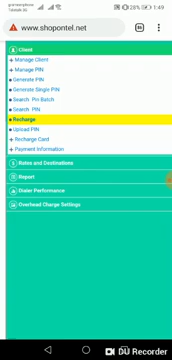 28% 1:49
www.shopontel.net
Client
+ Manage Client
+ Manage PIN
Generate PIN
Generate Single PIN
Search Pin Batch
Search PIN
Recharge
Upload PIN
+ Recharge Card
+ Payment Information
Rates and Destinations
Report
Dialer Performance
Overhead Charge Settings
DU Recorder